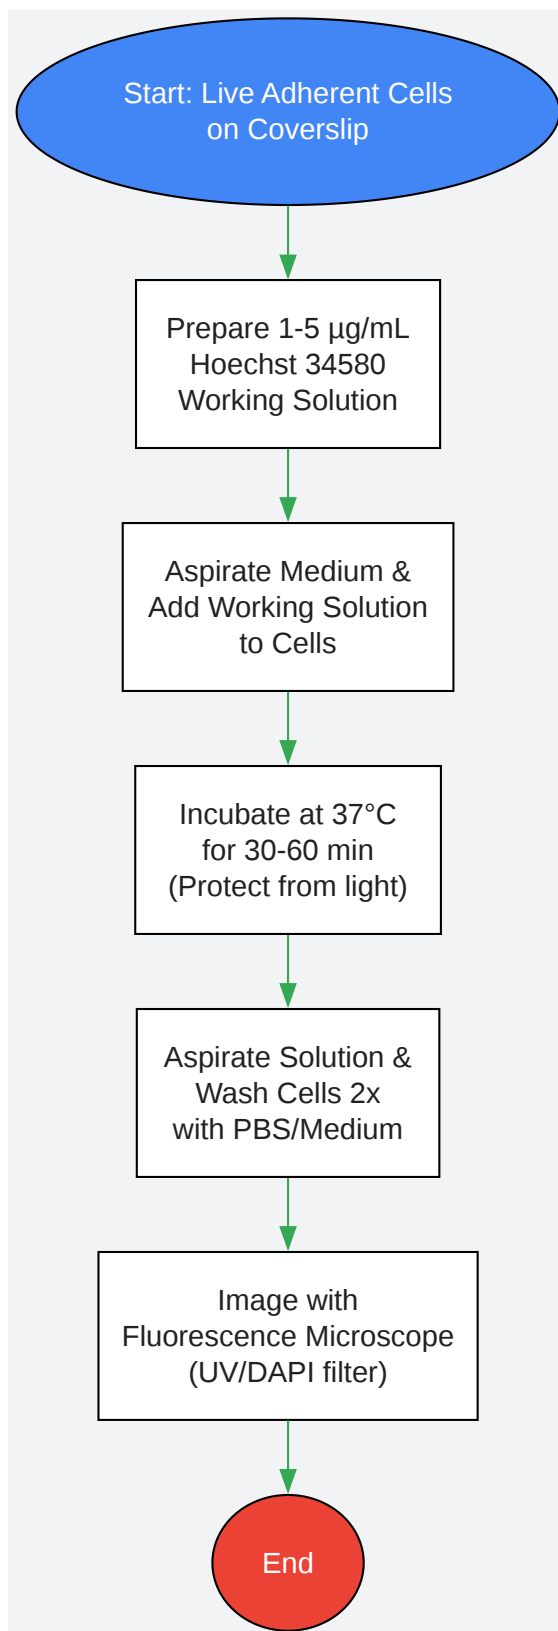 Start: Live Adherent Cells
on Coverslip
Prepare 1-5 µg/mL
Hoechst 34580
Working Solution
Aspirate Medium &
Add Working Solution
to Cells
Incubate at 37°C
for 30-60 min
(Protect from light)
Aspirate Solution &
Wash Cells 2x
with PBS/Medium
Image with
Fluorescence Microscope
(UV/DAPI filter)
End